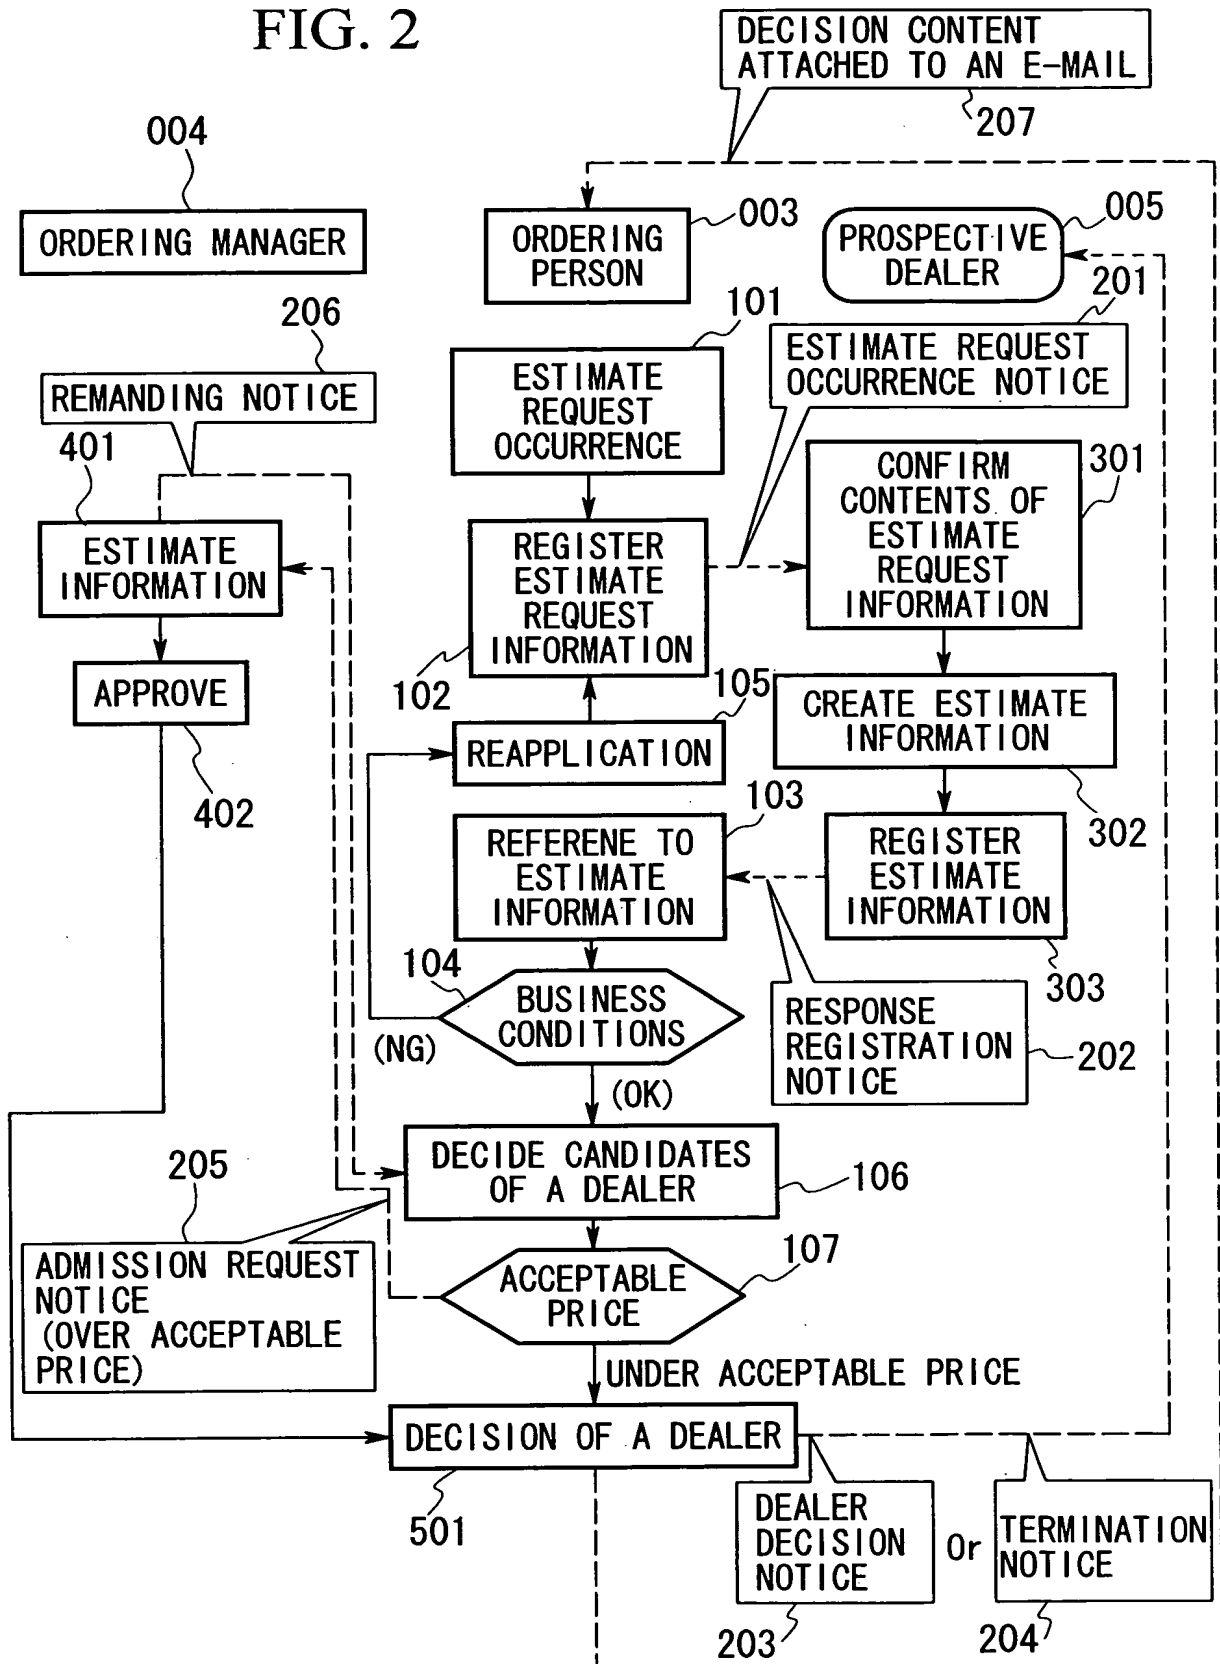 FIG. 2
DECISION CONTENT
ATTACHED TO AN E-MAIL
207
004
ORDERING MANAGER
003
ORDERING
PERSON
005
PROSPECTIVE
DEALER
206
REMANDING NOTICE
101
ESTIMATE
REQUEST
OCCURRENCE
201
ESTIMATE REQUEST
OCCURRENCE NOTICE
401
ESTIMATE
INFORMATION
REGISTER
ESTIMATE
REQUEST
INFORMATION
102
CONFIRM
CONTENTS OF
ESTIMATE
REQUEST
INFORMATION
301
APPROVE
402
105
REAPPLICATION
CREATE ESTIMATE
INFORMATION
302
103
REFERENE TO
ESTIMATE
INFORMATION
REGISTER
ESTIMATE
INFORMATION
303
104
BUSINESS
CONDITIONS
(NG)
(OK)
RESPONSE
REGISTRATION
NOTICE
202
DECIDE CANDIDATES
OF A DEALER
106
205
ADMISSION REQUEST
NOTICE
(OVER ACCEPTABLE
PRICE)
107
ACCEPTABLE
PRICE
UNDER ACCEPTABLE PRICE
DECISION OF A DEALER
501
DEALER
DECISION
NOTICE
203
Or
TERMINATION
NOTICE
204